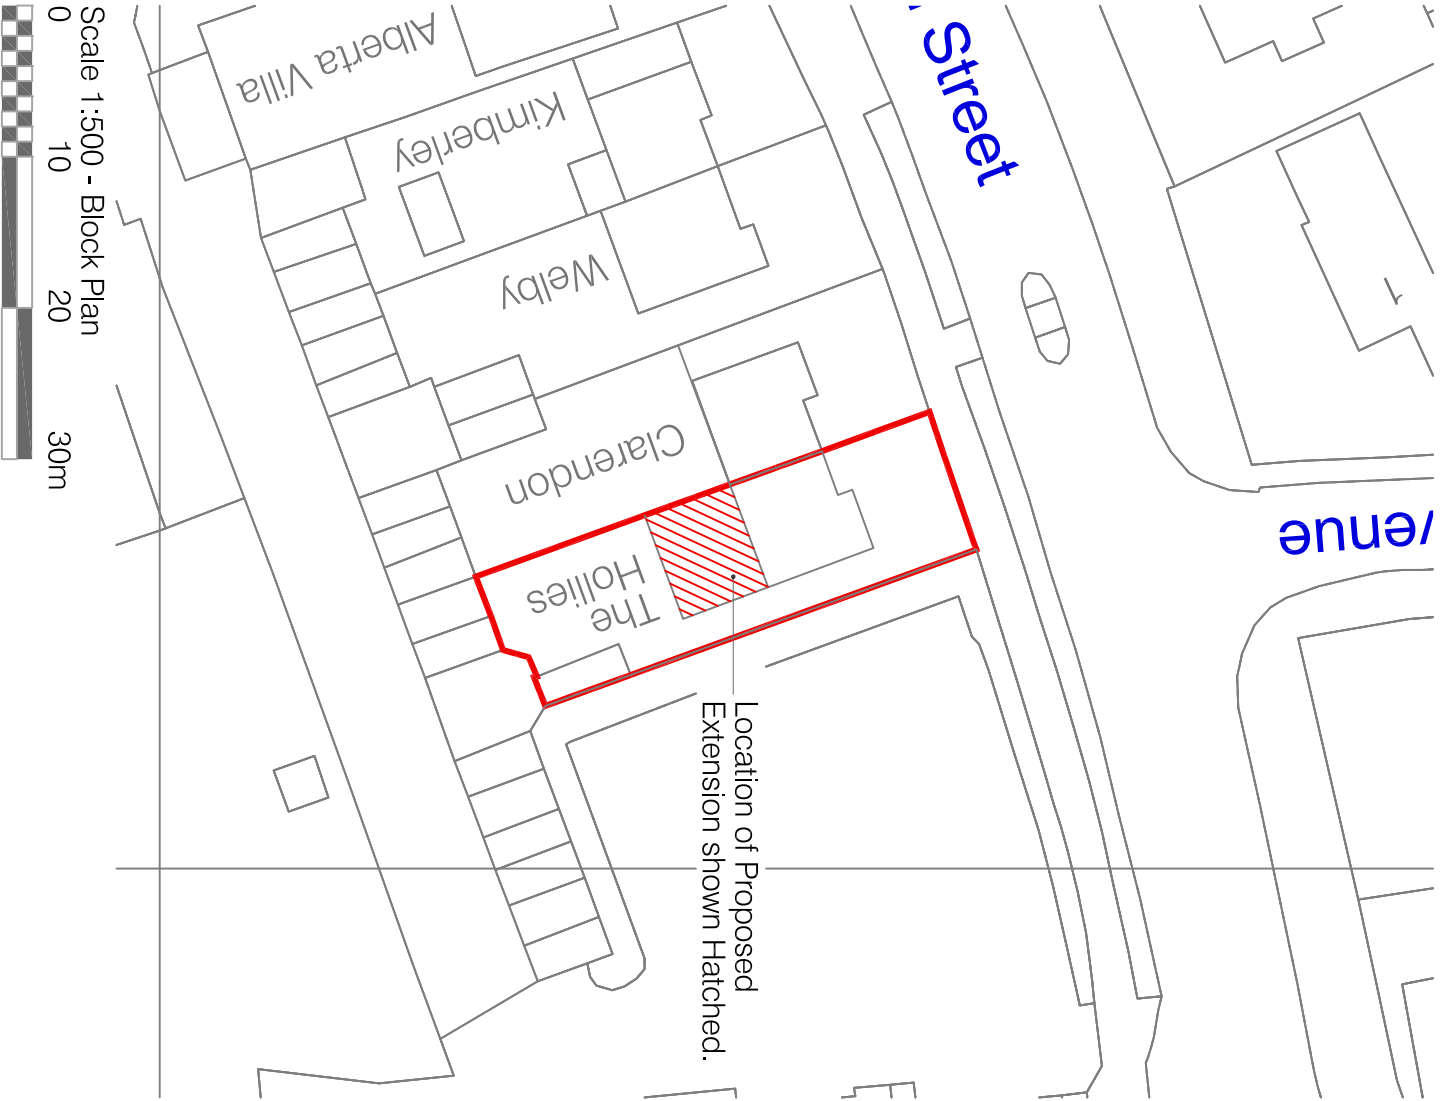 Scale 1:500 - Block Plan
0
10
20
30m
Alberta Villa
Kimberley
Welby
Clarendon
The
Hollies
Street
1
Location of Proposed
Extension shown Hatched.